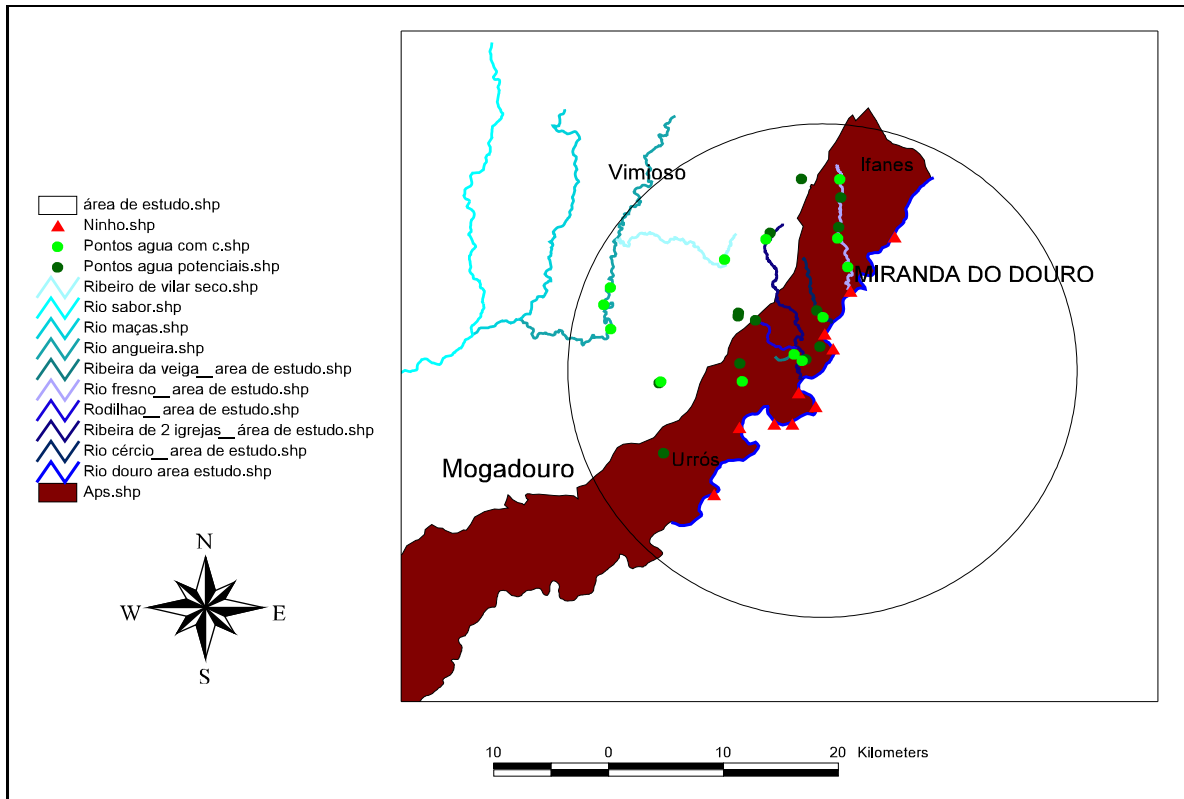 área de estudo.shp
Ninho.shp
Pontos agua com c.shp
Pontos agua potenciais.shp
Ribeiro de vilar seco.shp
Rio sabor.shp
Rio maças.shp
Rio angueira.shp
Ribeira da veiga__area de estudo.shp
Rio fresno__area de estudo.shp
Rodilhao__area de estudo.shp
Ribeira de 2 igrejas__área de estudo.shp
Rio cércio__area de estudo.shp
Rio douro area estudo.shp
Aps.shp
N
W E
S
Vimioso
Ifanes
MIRANDA DO DOURO
Mogadouro
Urrós
10 0 10 20 Kilometers